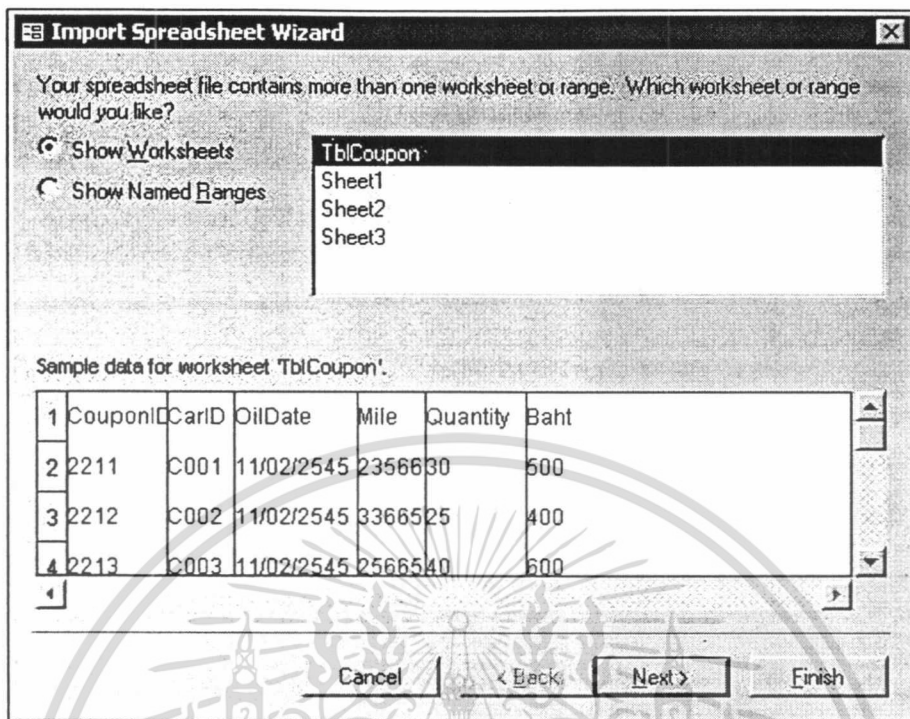 Import Spreadsheet Wizard
Your spreadsheet file contains more than one worksheet or range. Which worksheet or range
would you like?
Show Worksheets
Show Named Ranges
TblCoupon
Sheet1
Sheet2
Sheet3
Sample data for worksheet 'TblCoupon'.
1 CouponID CarID OilDate Mile Quantity Baht
2 2211 C001 11/02/2545 23566 30 500
3 2212 C002 11/02/2545 33665 25 400
4 2213 C003 11/02/2545 25665 40 600
Cancel < Back Next > Finish